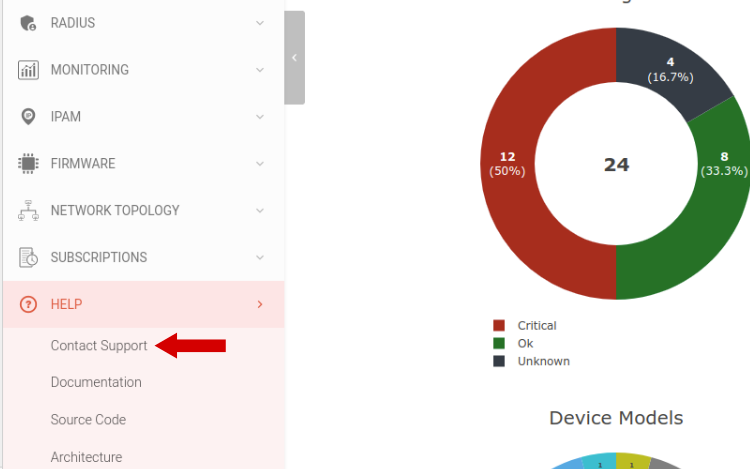 RADIUS
MONITORING
IPAM
FIRMWARE
NETWORK TOPOLOGY
SUBSCRIPTIONS
HELP
Contact Support
Documentation
Source Code
Architecture
4
(16.7%)
12
(50%)
24
8
(33.3%)
Critical
Ok
Unknown
Device Models
1
1